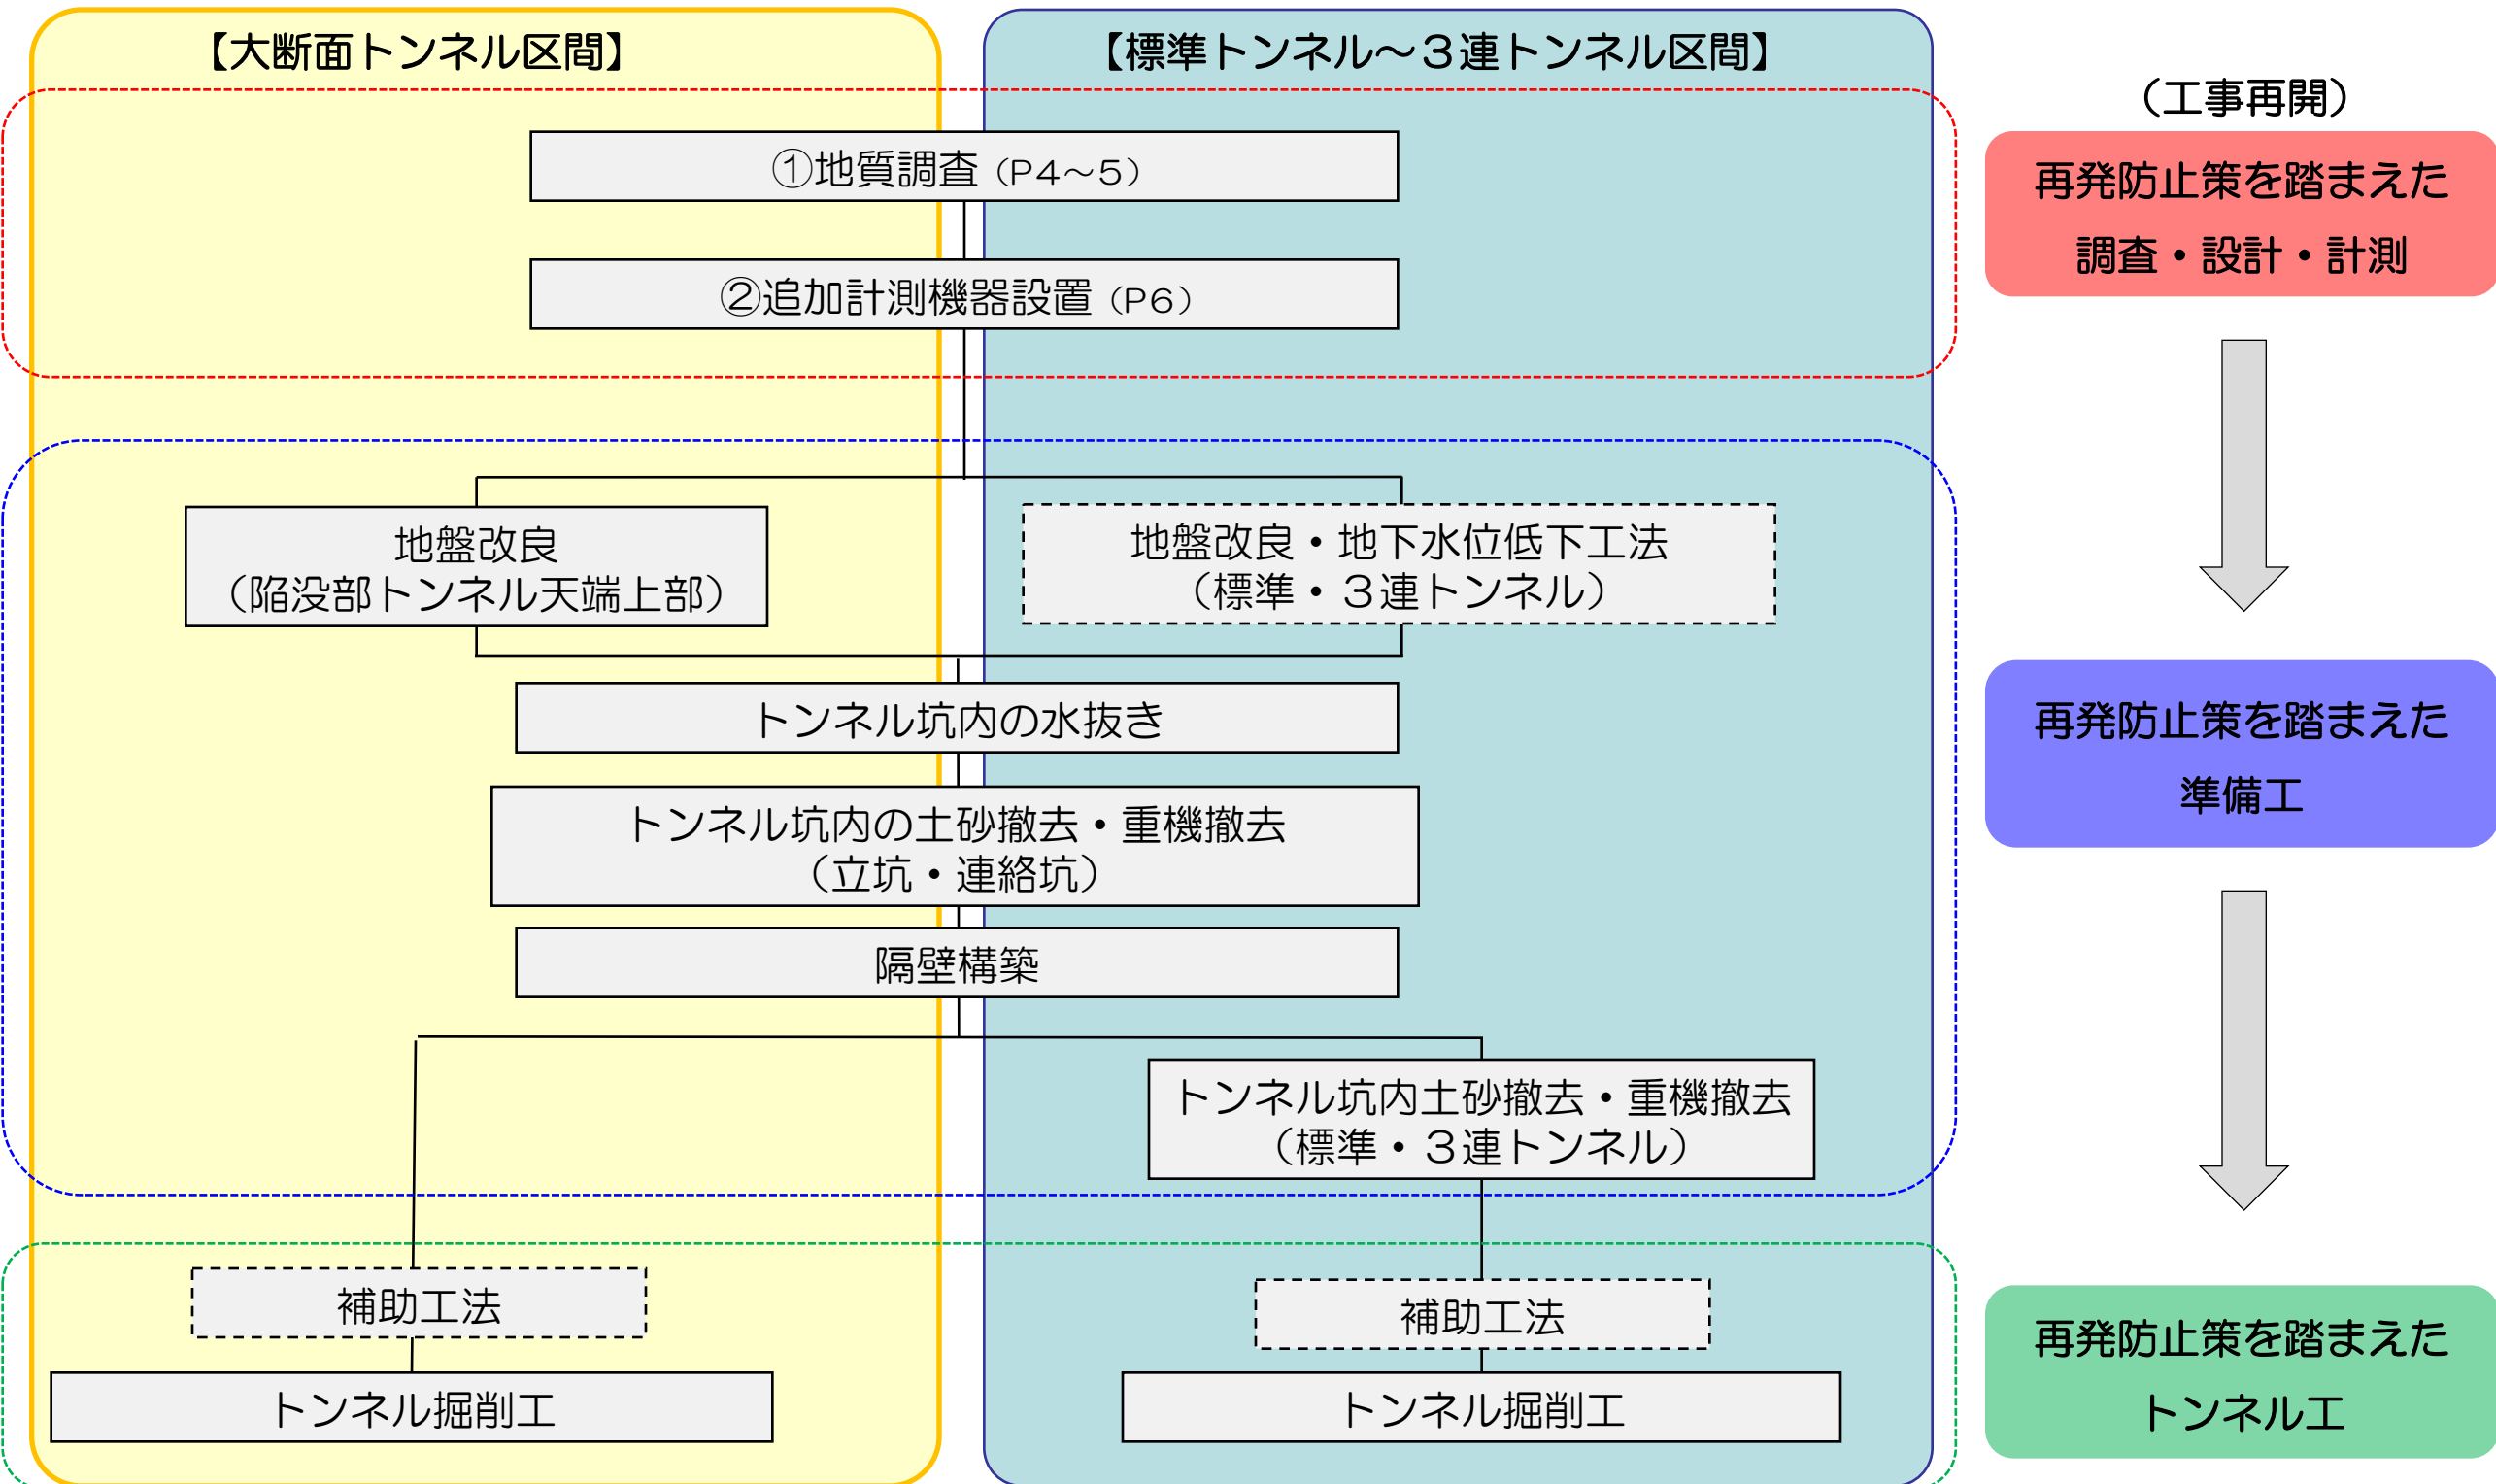 【大断面トンネル区間】
【標準トンネル～３連トンネル区間】
（工事再開）
①地質調査（P4～5）
再発防止策を踏まえた
調査・設計・計測
②追加計測機器設置（P6）
地盤改良
（陥没部トンネル天端上部）
地盤改良・地下水位低下工法
（標準・３連トンネル）
トンネル坑内の水抜き
再発防止策を踏まえた
準備工
トンネル坑内の土砂撤去・重機撤去
（立坑・連絡坑）
隔壁構築
トンネル坑内土砂撤去・重機撤去
（標準・３連トンネル）
補助工法
補助工法
再発防止策を踏まえた
トンネル工
トンネル掘削工
トンネル掘削工